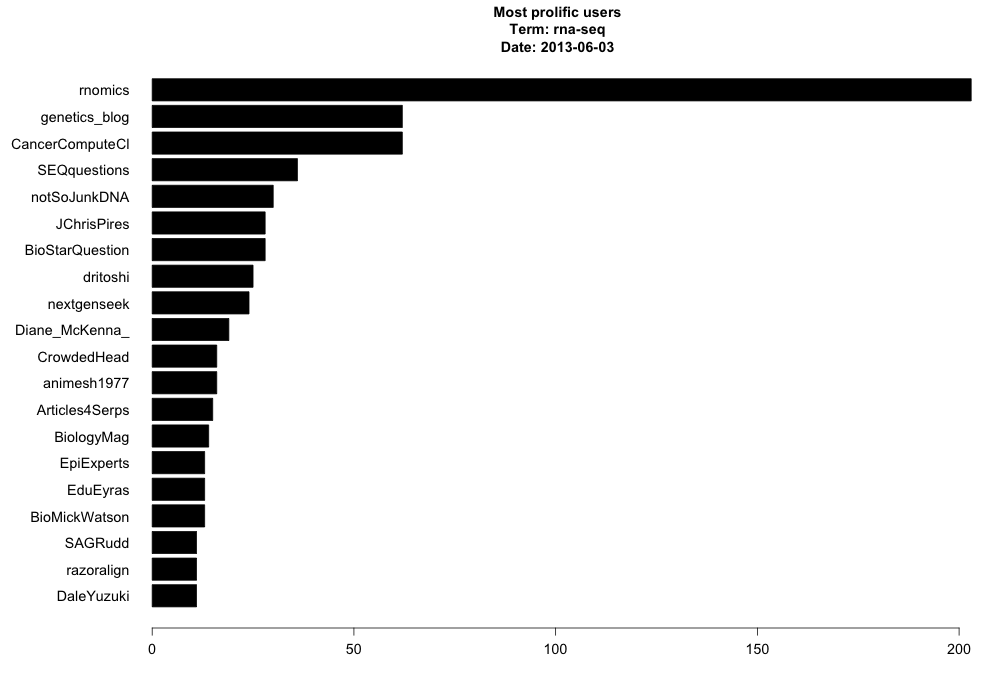 Most prolific users
Term: rna-seq
Date: 2013-06-03
rnomics
genetics_blog
CancerComputeCl
SEQquestions
notSoJunkDNA
JChrisPires
BioStarQuestion
dritoshi
nextgenseek
Diane_McKenna_
CrowdedHead
animesh1977
Articles4Serps
BiologyMag
EpiExperts
EduEyras
BioMickWatson
SAGRudd
razoralign
DaleYuzuki
0 50 100 150 200